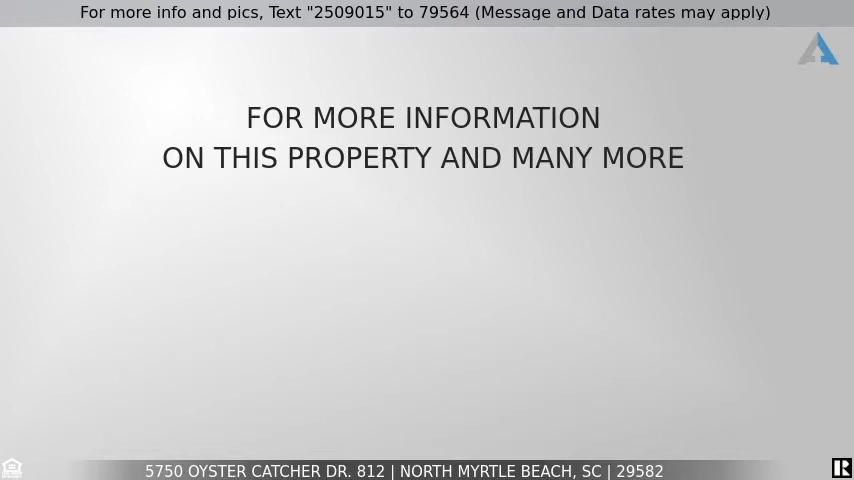 For more info and pics, Text "2509015" to 79564 (Message and Data rates may apply)
FOR MORE INFORMATION
ON THIS PROPERTY AND MANY MORE
5750 OYSTER CATCHER DR. 812 | NORTH MYRTLE BEACH, SC | 29582